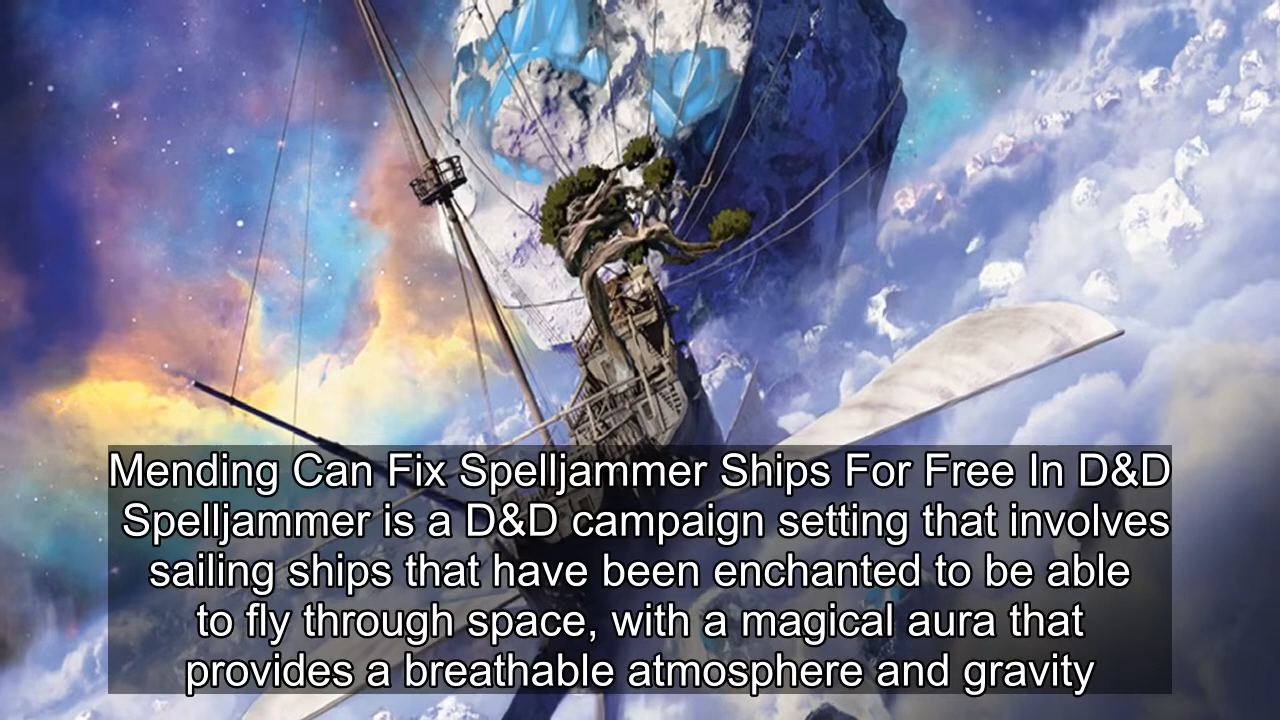 Mending Can Fix Spelljammer Ships For Free In D&D
Spelljammer is a D&D campaign setting that involves
sailing ships that have been enchanted to be able
to fly through space, with a magical aura that
provides a breathable atmosphere and gravity